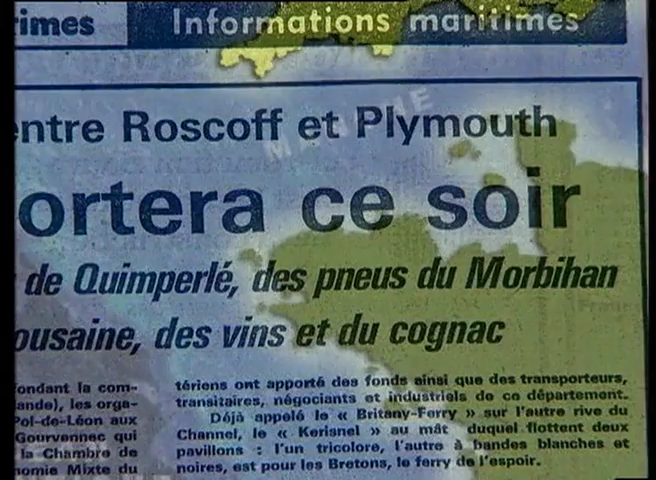 imes
Informations maritimes
entre Roscoff et Plymouth
MANCHE
ortera ce soir
de Quimperlé, des pneus du Morbihan
ousaine, des vins et du cognac
ondant la com-
ande), les orga-
Pol-de-Léon aux
Gourvennec qui
la Chambre de
nomie Mixte du
tériens ont apporté des fonds ainsi que des transporteurs,
transitaires, négociants et industriels de ce département.
Déjà appelé le « Britany-Ferry » sur l'autre rive du
Channel, le « Kerisnel » au mât duquel flottent deux
pavillons : l'un tricolore, l'autre à bandes blanches et
noires, est pour les Bretons, le ferry de l'espoir.